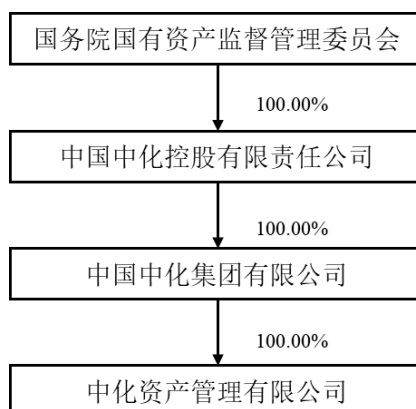 国务院国有资产监督管理委员会
100.00%
中国中化控股有限责任公司
100.00%
中国中化集团有限公司
100.00%
中化资产管理有限公司